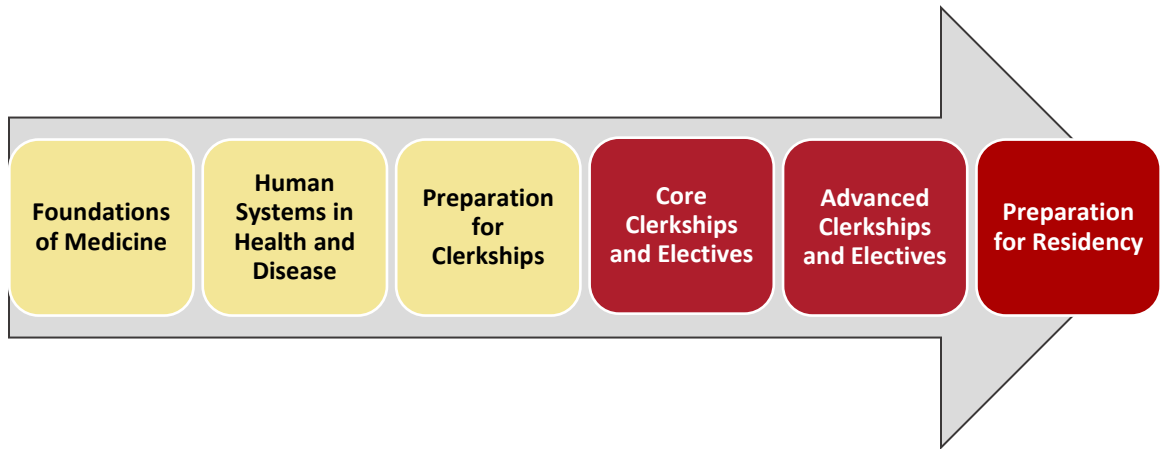 Foundations
of Medicine
Human
Systems in
Health and
Disease
Preparation
for
Clerkships
Core
Clerkships
and Electives
Advanced
Clerkships
and Electives
Preparation
for Residency